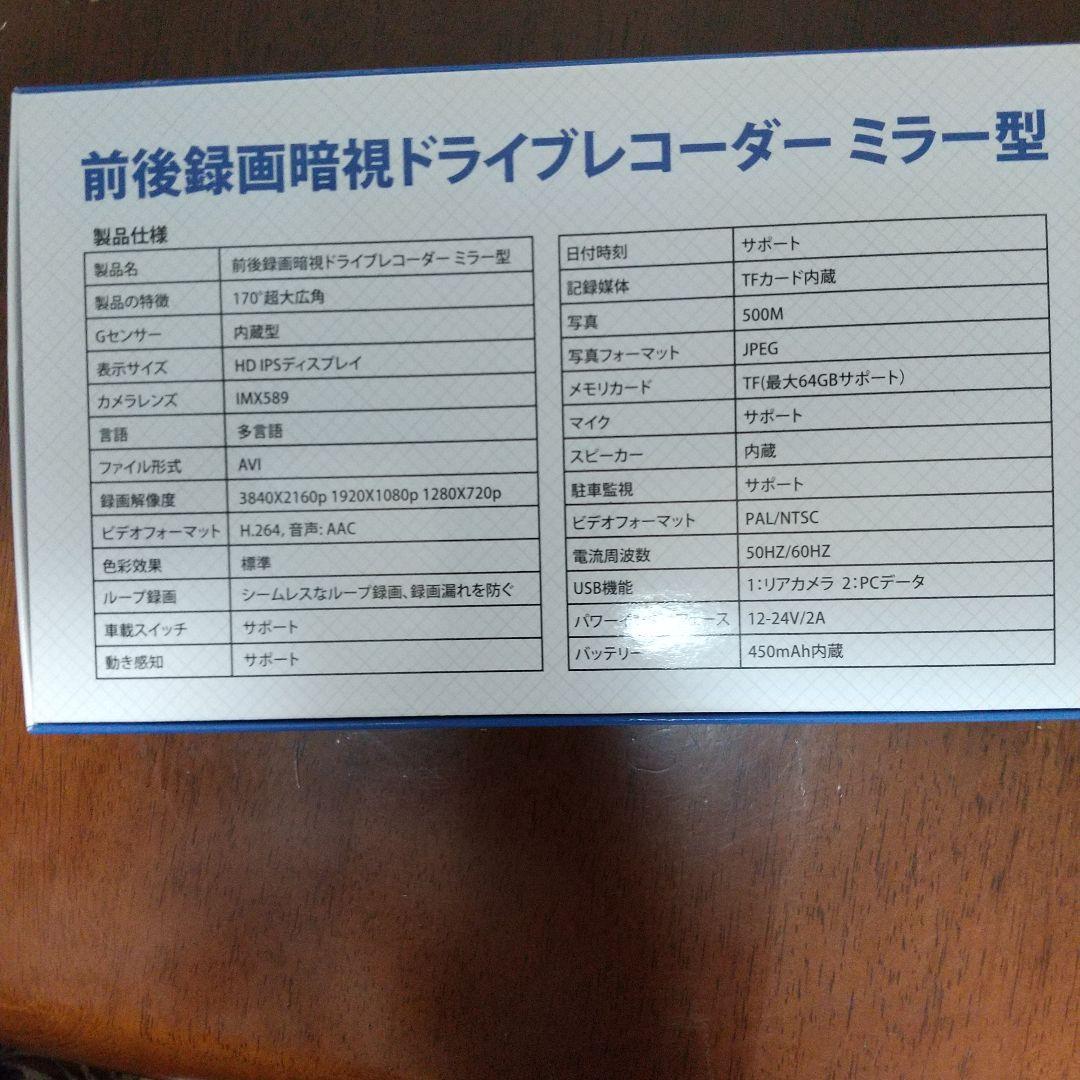 前後録画暗視ドライブレコーダー ミラー型
製品仕様
製品名 前後録画暗視ドライブレコーダー ミラー型
製品の特徴 170°超大広角
Gセンサー 内蔵型
表示サイズ HD IPSディスプレイ
カメラレンズ IMX589
言語 多言語
ファイル形式 AVI
録画解像度 3840X2160p 1920X1080p 1280X720p
ビデオフォーマット H.264, 音声: AAC
色彩効果 標準
ループ録画 シームレスなループ録画、録画漏れを防ぐ
車載スイッチ サポート
動き感知 サポート
日付時刻 サポート
記録媒体 TFカード内蔵
写真 500M
写真フォーマット JPEG
メモリカード TF(最大64GBサポート)
マイク サポート
スピーカー 内蔵
駐車監視 サポート
ビデオフォーマット PAL/NTSC
電流周波数 50HZ/60HZ
USB機能 1:リアカメラ 2:PCデータ
12-24V/2A
バッテリー 450mAh内蔵